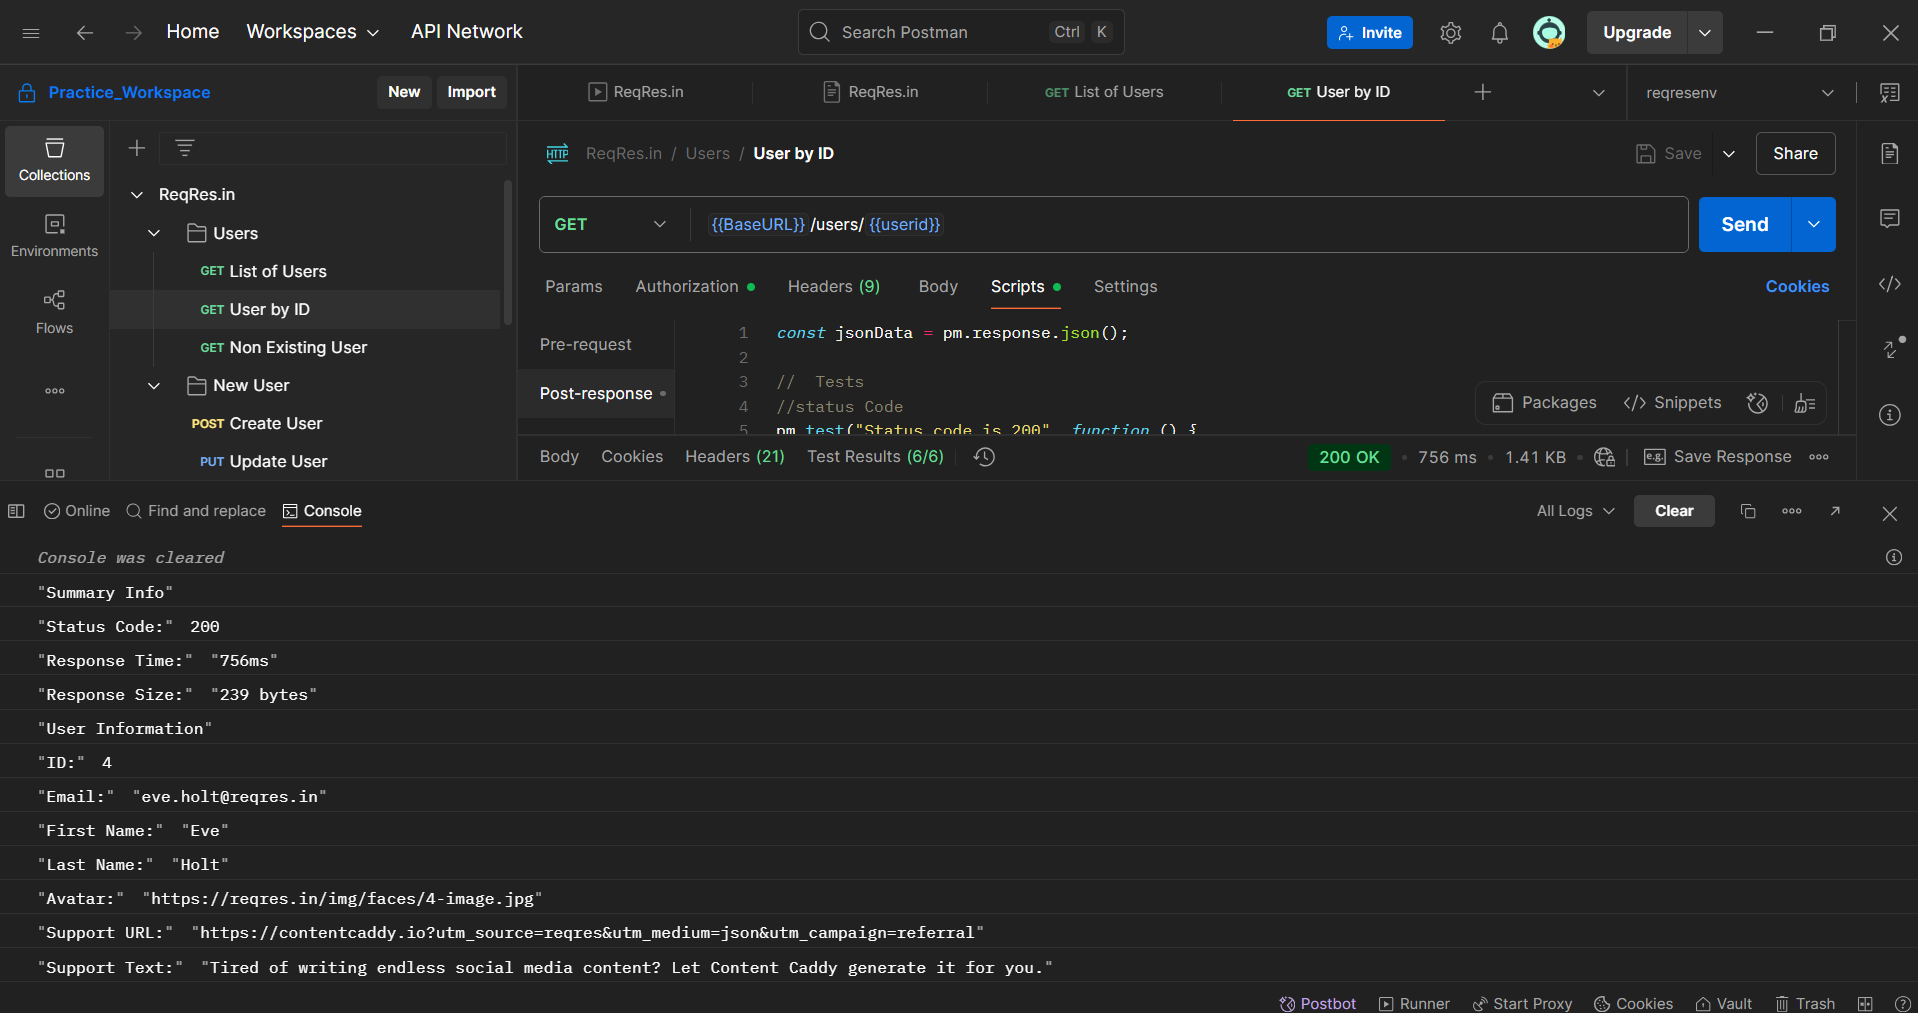 Home Workspaces API Network Search Postman Ctrl K Invite Upgrade
Practice_Workspace New Import ReqRes.in ReqRes.in GET List of Users GET User by ID reqresenv
Collections
Environments
Flows
ReqRes.in
Users
GET List of Users
GET User by ID
GET Non Existing User
New User
POST Create User
PUT Update User
HTTP ReqRes.in / Users / User by ID Save Share
GET {{BaseURL}} /users/ {{userid}} Send
Params Authorization Headers (9) Body Scripts Settings Cookies
Pre-request
Post-response
1 const jsonData = pm.response.json();
2
3 // Tests
4 //status Code
5 pm.test("Status code is 200", function () {
Packages </> Snippets
Body Cookies Headers (21) Test Results (6/6) 200 OK • 756 ms • 1.41 KB e.g. Save Response
Online Find and replace Console All Logs Clear
Console was cleared
"Summary Info"
"Status Code:" 200
"Response Time:" "756ms"
"Response Size:" "239 bytes"
"User Information"
"ID:" 4
"Email:" "eve.holt@reqres.in"
"First Name:" "Eve"
"Last Name:" "Holt"
"Avatar:" "https://reqres.in/img/faces/4-image.jpg"
"Support URL:" "https://contentcaddy.io?utm_source=reqres&utm_medium=json&utm_campaign=referral"
"Support Text:" "Tired of writing endless social media content? Let Content Caddy generate it for you."
Postbot Runner Start Proxy Cookies Vault Trash